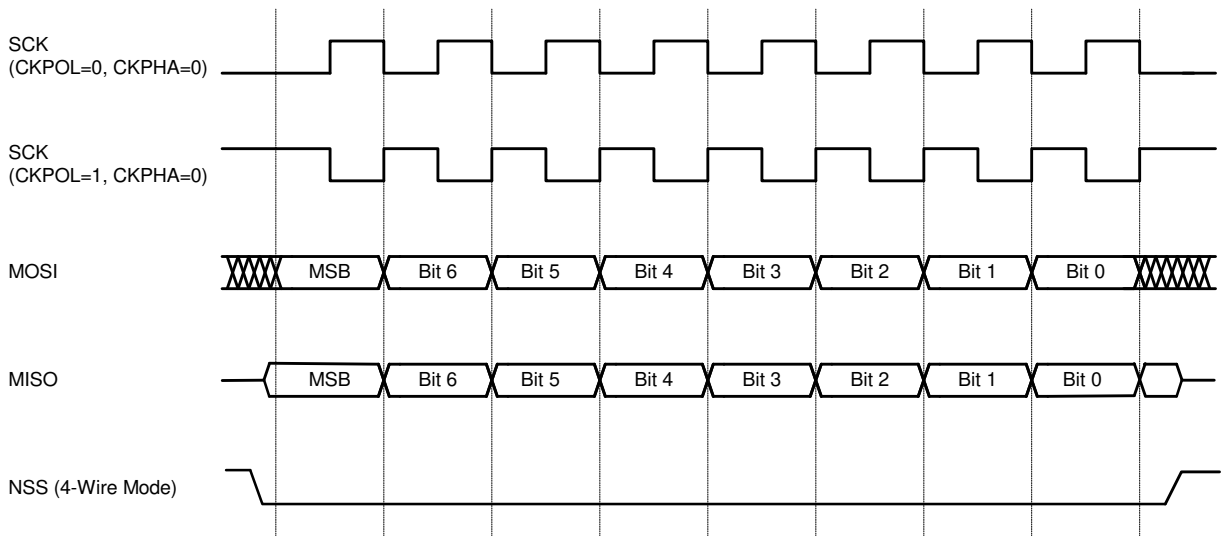 SCK
(CKPOL=0, CKPHA=0)
SCK
(CKPOL=1, CKPHA=0)
MOSI MSB Bit 6 Bit 5 Bit 4 Bit 3 Bit 2 Bit 1 Bit 0
MISO MSB Bit 6 Bit 5 Bit 4 Bit 3 Bit 2 Bit 1 Bit 0
NSS (4-Wire Mode)